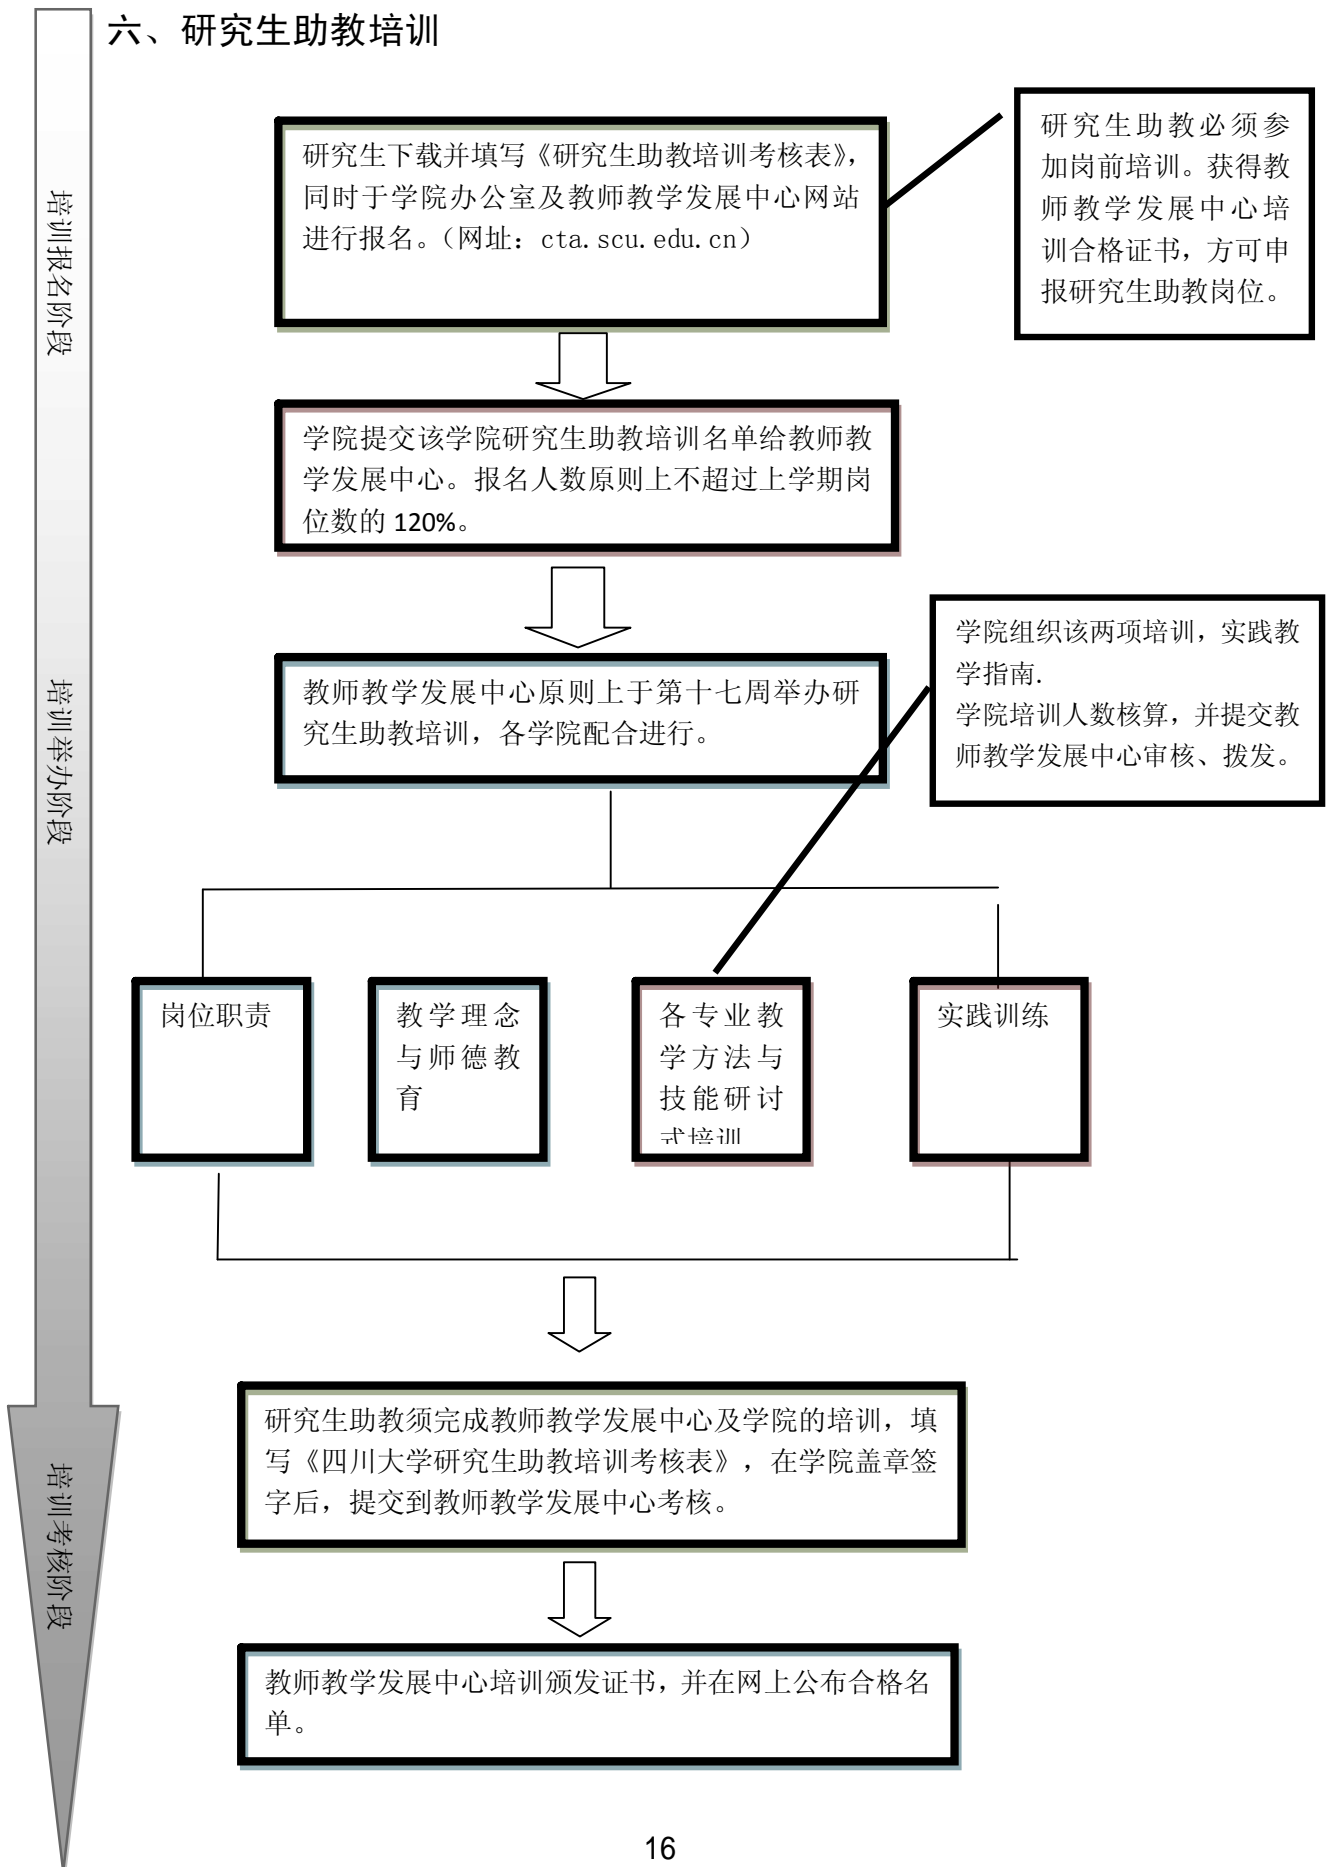 六、研究生助教培训
研究生下载并填写《研究生助教培训考核表》，
同时于学院办公室及教师教学发展中心网站
进行报名。（网址：cta.scu.edu.cn）
研究生助教必须参
加岗前培训。获得教
师教学发展中心培
训合格证书，方可申
报研究生助教岗位。
培训报名阶段
学院提交该学院研究生助教培训名单给教师教
学发展中心。报名人数原则上不超过上学期岗
位数的 120%。
学院组织该两项培训，实践教
学指南.
学院培训人数核算，并提交教
师教学发展中心审核、拨发。
教师教学发展中心原则上于第十七周举办研
究生助教培训，各学院配合进行。
培训举办阶段
岗位职责
教学理念
与师德教
育
各专业教
学方法与
技能研讨
式培训
实践训练
研究生助教须完成教师教学发展中心及学院的培训，填
写《四川大学研究生助教培训考核表》，在学院盖章签
字后，提交到教师教学发展中心考核。
培训考核阶段
教师教学发展中心培训颁发证书，并在网上公布合格名
单。
16